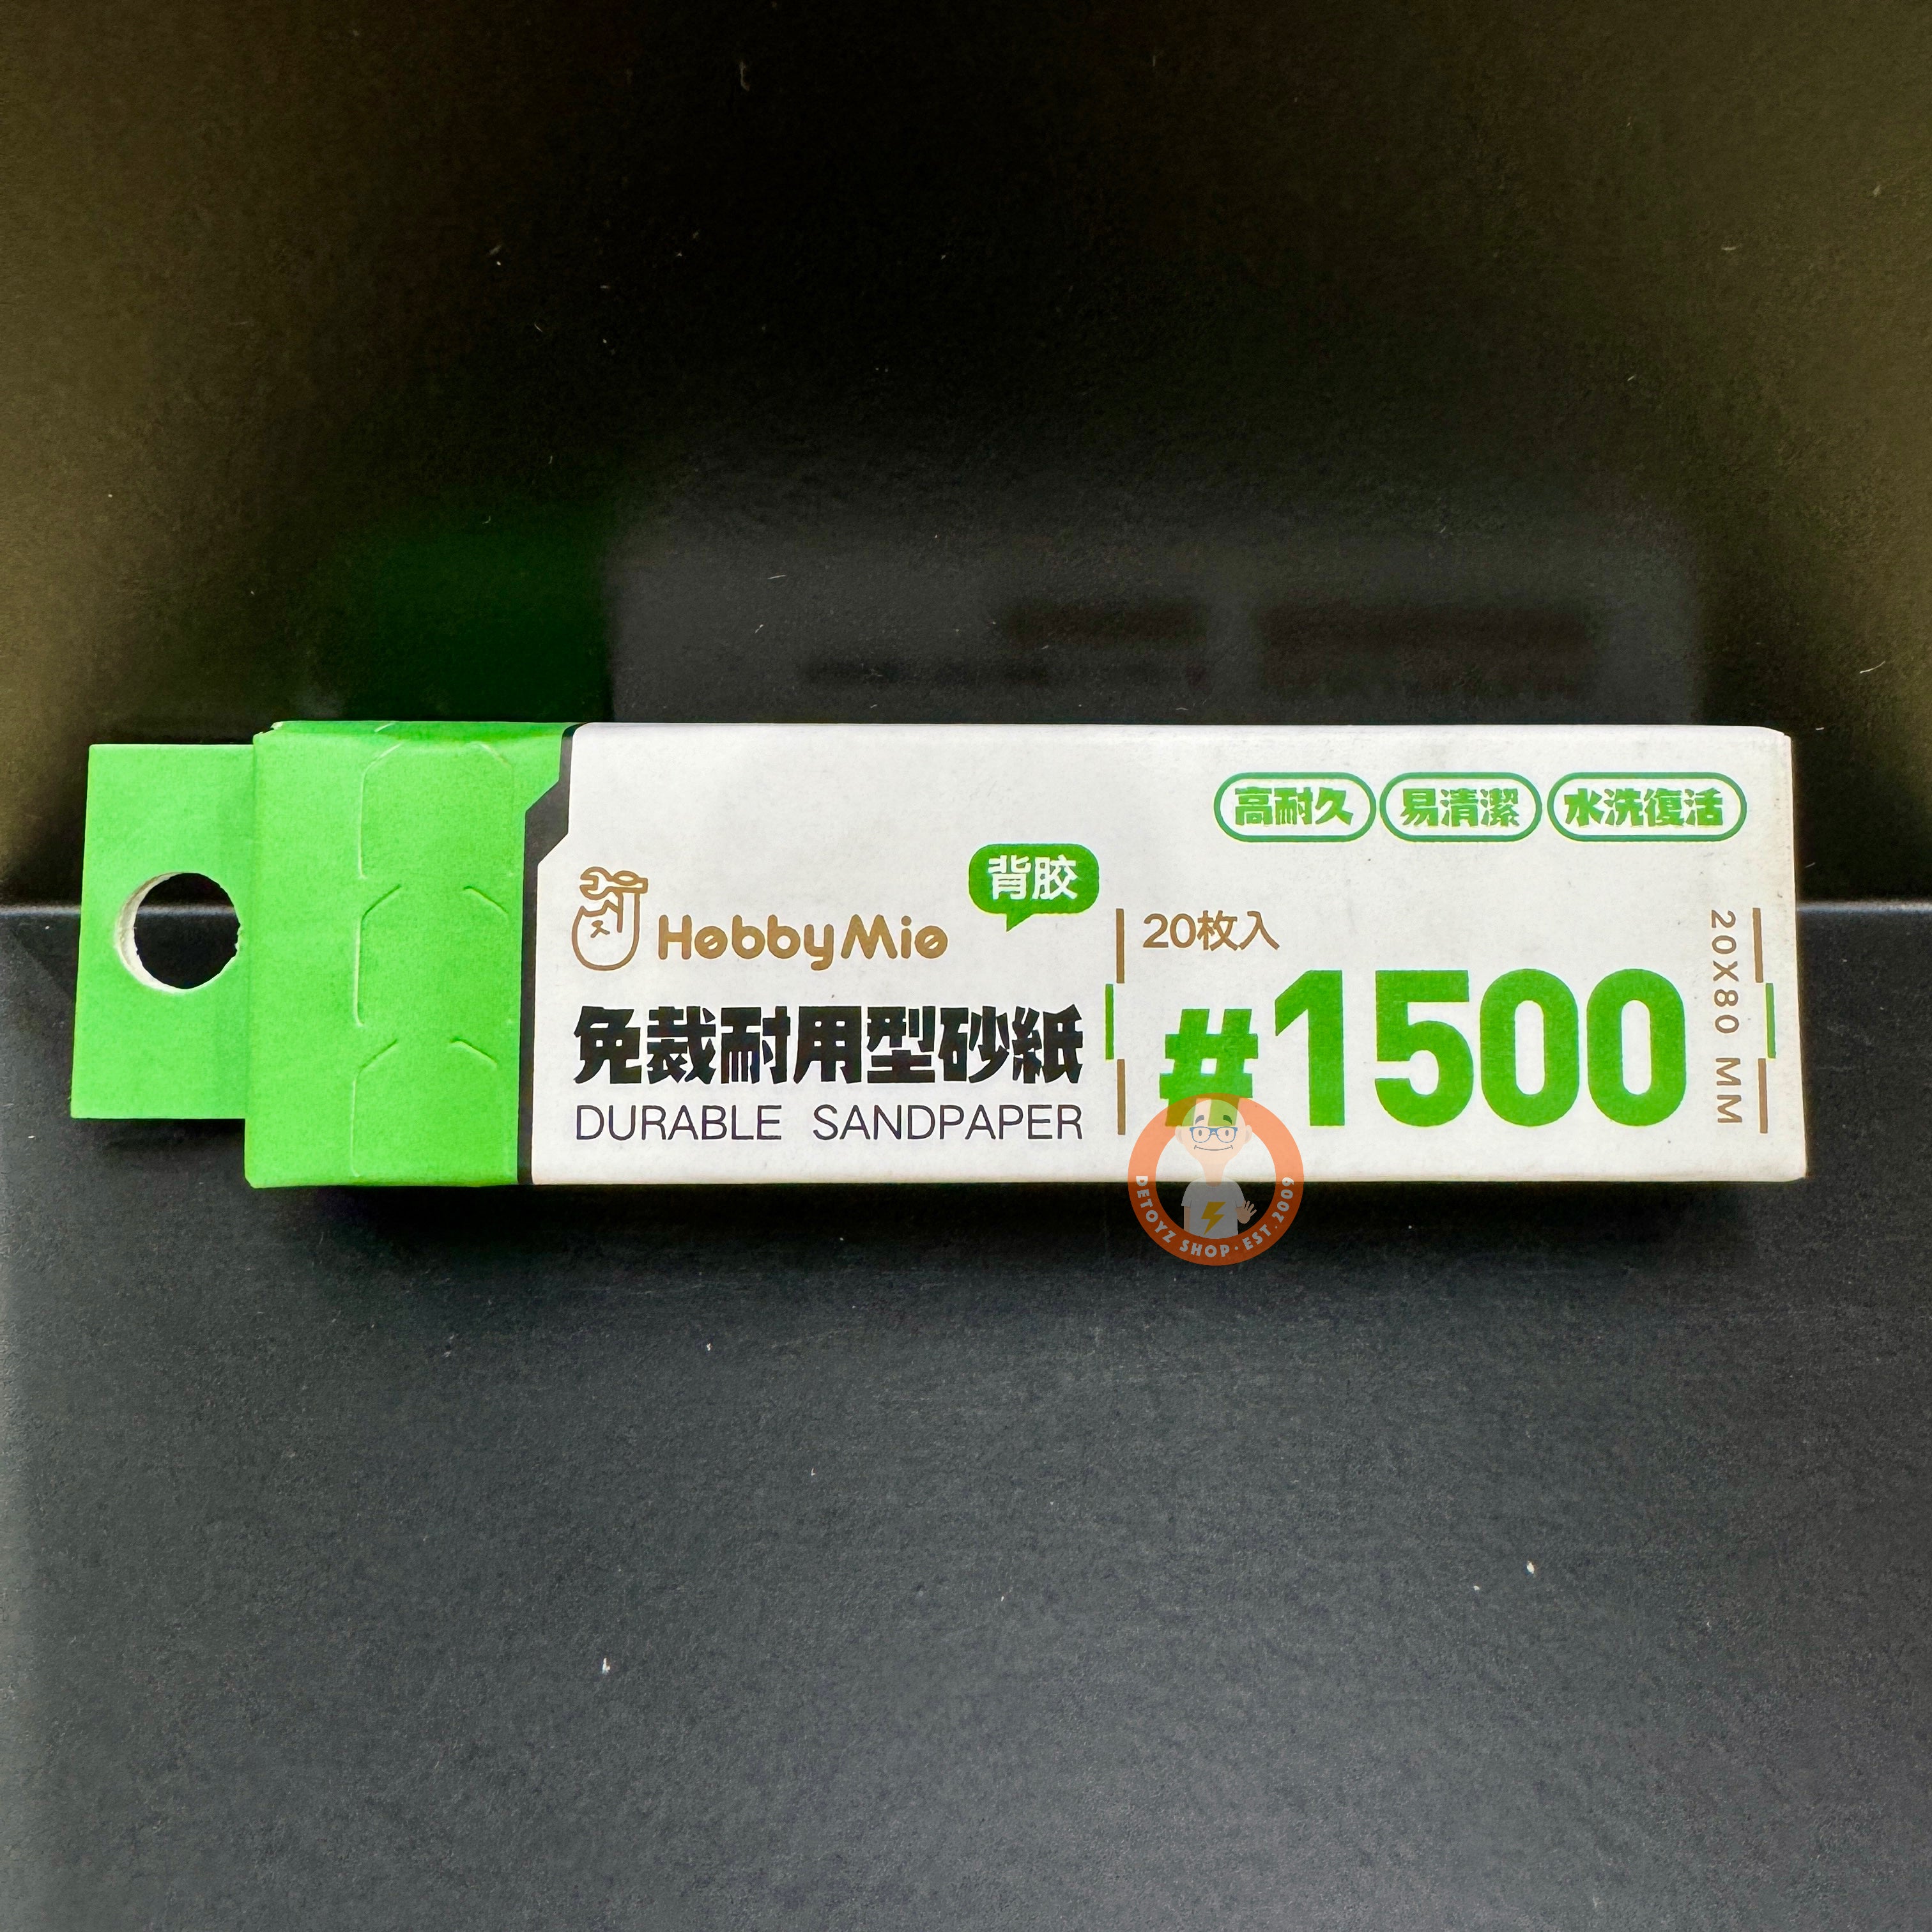 高耐久 易清潔 水洗復活
背胶
HobbyMio
20枚入
免裁耐用型砂紙
#1500
20X80 MM
DURABLE SANDPAPER
DETOYZ SHOP·EST.2009